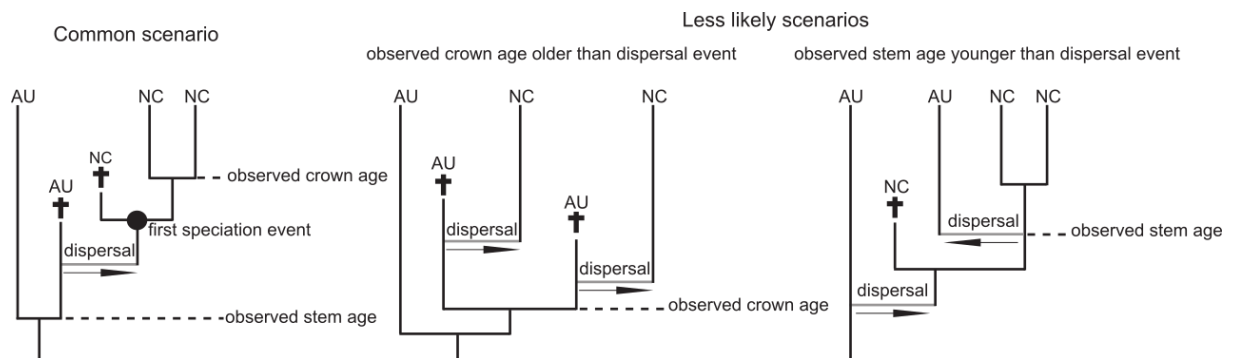 Less likely scenarios
Common scenario
observed crown age older than dispersal event
observed stem age younger than dispersal event
AU
NC
NC
NC
AU
observed crown age
first speciation event
dispersal
observed stem age
AU
NC
NC
AU
AU
dispersal
dispersal
observed crown age
AU
AU
NC
NC
NC
dispersal
observed stem age
dispersal